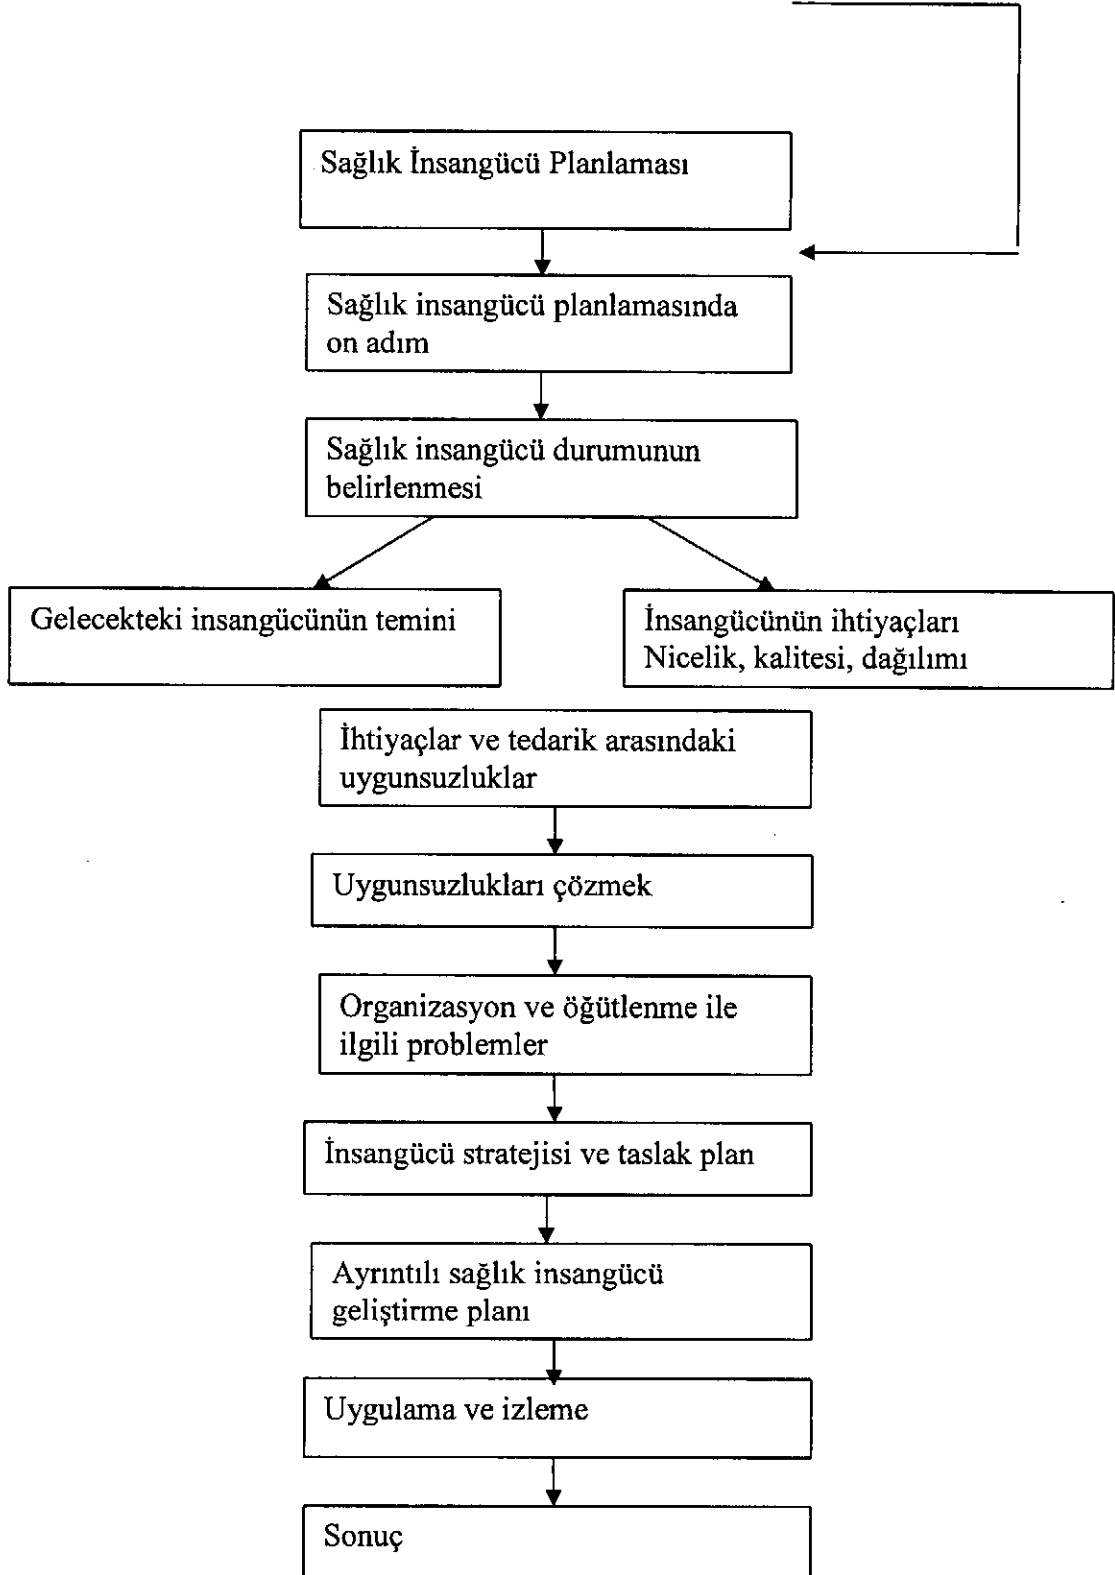 Sağlık İnsangücü Planlaması
Sağlık insangücü planlamasında
on adım
Sağlık insangücü durumunun
belirlenmesi
Gelecekteki insangücünün temini
İnsangücünün ihtiyaçları
Nicelik, kalitesi, dağılımı
İhtiyaçlar ve tedarik arasındaki
uygunsuzluklar
Uygunsuzlukları çözmek
Organizasyon ve öğütlenme ile
ilgili problemler
İnsangücü stratejisi ve taslak plan
Ayrıntılı sağlık insangücü
geliştirme planı
Uygulama ve izleme
Sonuç